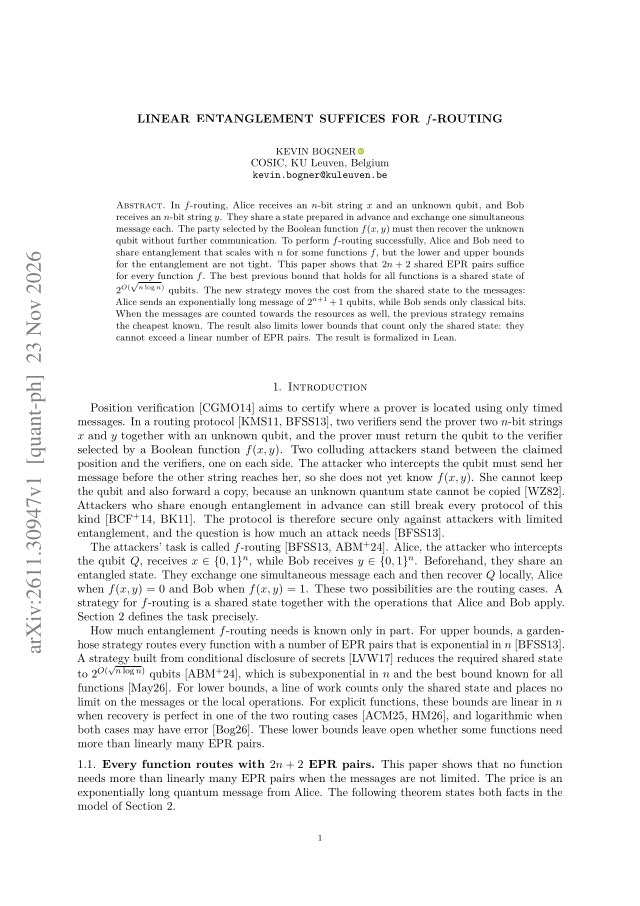 LINEAR ENTANGLEMENT SUFFICES FOR f-ROUTING
KEVIN BOGNER
COSIC, KU Leuven, Belgium
kevin.bogner@kuleuven.be
Abstract. In f-routing, Alice receives an n-bit string x and an unknown qubit, and Bob
receives an n-bit string y. They share a state prepared in advance and exchange one simultaneous
message each. The party selected by the Boolean function f(x, y) must then recover the unknown
qubit without further communication. To perform f-routing successfully, Alice and Bob need to
share entanglement that scales with n for some functions f, but the lower and upper bounds
for the entanglement are not tight. This paper shows that 2n + 2 shared EPR pairs suffice
for every function f. The best previous bound that holds for all functions is a shared state of
2^{O(√(n log n))} qubits. The new strategy moves the cost from the shared state to the messages:
Alice sends an exponentially long message of 2^{n+1} + 1 qubits, while Bob sends only classical bits.
When the messages are counted towards the resources as well, the previous strategy remains
the cheapest known. The result also limits lower bounds that count only the shared state: they
cannot exceed a linear number of EPR pairs. The result is formalized in Lean.
1. Introduction
Position verification [CGMO14] aims to certify where a prover is located using only timed
messages. In a routing protocol [KMS11, BFSS13], two verifiers send the prover two n-bit strings
x and y together with an unknown qubit, and the prover must return the qubit to the verifier
selected by a Boolean function f(x, y). Two colluding attackers stand between the claimed
position and the verifiers, one on each side. The attacker who intercepts the qubit must send her
message before the other string reaches her, so she does not yet know f(x, y). She cannot keep
the qubit and also forward a copy, because an unknown quantum state cannot be copied [WZ82].
Attackers who share enough entanglement in advance can still break every protocol of this
kind [BCF+14, BK11]. The protocol is therefore secure only against attackers with limited
entanglement, and the question is how much an attack needs [BFSS13].
The attackers' task is called f-routing [BFSS13, ABM+24]. Alice, the attacker who intercepts
the qubit Q, receives x ∈ {0, 1}^n, while Bob receives y ∈ {0, 1}^n. Beforehand, they share an
entangled state. They exchange one simultaneous message each and then recover Q locally, Alice
when f(x, y) = 0 and Bob when f(x, y) = 1. These two possibilities are the routing cases. A
strategy for f-routing is a shared state together with the operations that Alice and Bob apply.
Section 2 defines the task precisely.
How much entanglement f-routing needs is known only in part. For upper bounds, a garden-
hose strategy routes every function with a number of EPR pairs that is exponential in n [BFSS13].
A strategy built from conditional disclosure of secrets [LVW17] reduces the required shared state
to 2^{O(√(n log n))} qubits [ABM+24], which is subexponential in n and the best bound known for all
functions [May26]. For lower bounds, a line of work counts only the shared state and places no
limit on the messages or the local operations. For explicit functions, these bounds are linear in n
when recovery is perfect in one of the two routing cases [ACM25, HM26], and logarithmic when
both cases may have error [Bog26]. These lower bounds leave open whether some functions need
more than linearly many EPR pairs.
1.1. Every function routes with 2n + 2 EPR pairs. This paper shows that no function
needs more than linearly many EPR pairs when the messages are not limited. The price is an
exponentially long quantum message from Alice. The following theorem states both facts in the
model of Section 2.
1
arXiv:2611.30947v1 [quant-ph] 23 Nov 2026